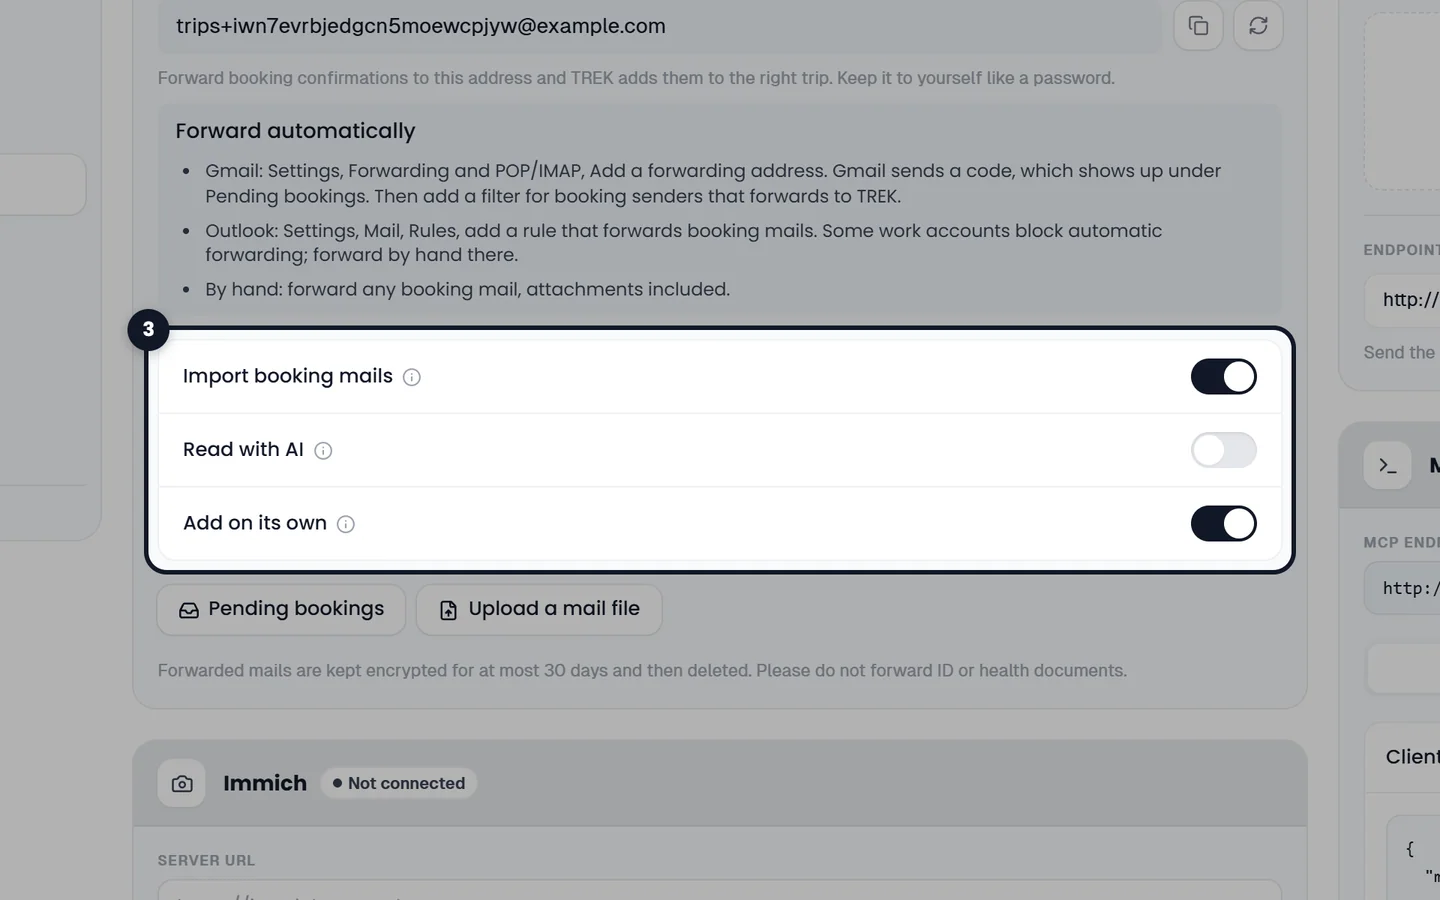 trips+iwn7evrbjedgcn5moewcpjyw@example.com
Forward booking confirmations to this address and TREK adds them to the right trip. Keep it to yourself like a password.
Forward automatically
• Gmail: Settings, Forwarding and POP/IMAP, Add a forwarding address. Gmail sends a code, which shows up under
Pending bookings. Then add a filter for booking senders that forwards to TREK.
• Outlook: Settings, Mail, Rules, add a rule that forwards booking mails. Some work accounts block automatic
forwarding; forward by hand there.
• By hand: forward any booking mail, attachments included.
3
Import booking mails
Read with AI
Add on its own
Pending bookings
Upload a mail file
Forwarded mails are kept encrypted for at most 30 days and then deleted. Please do not forward ID or health documents.
Immich
Not connected
SERVER URL
ENDPOINT
http://
Send the
MCP END
http:/
Client
{